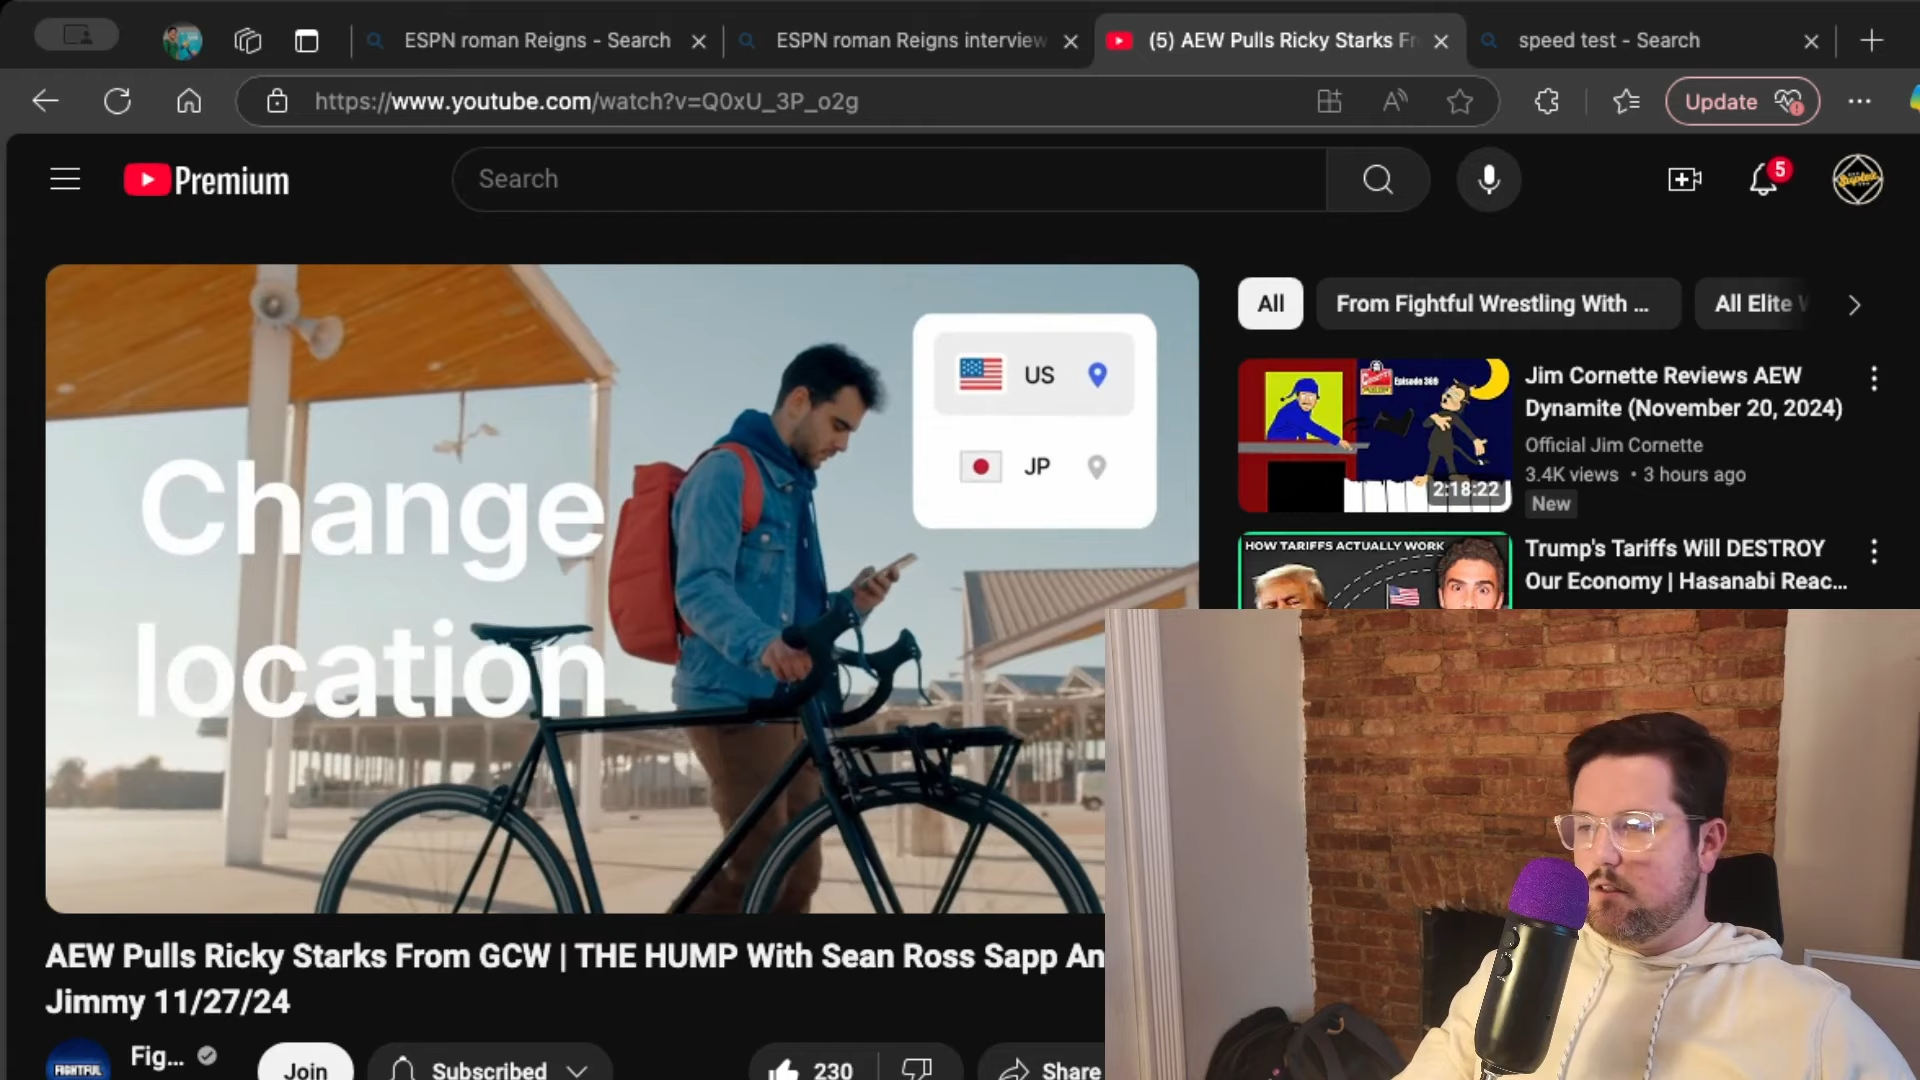 ESPN roman Reigns - Search
ESPN roman Reigns interview
(5) AEW Pulls Ricky Starks Fr
speed test - Search
https://www.youtube.com/watch?v=Q0xU_3P_o2g
Update
Premium
Search
5
All
From Fightful Wrestling With ...
All Elite W
Change
location
US
JP
Episode 369
2:18:22
Jim Cornette Reviews AEW
Dynamite (November 20, 2024)
Official Jim Cornette
3.4K views • 3 hours ago
New
HOW TARIFFS ACTUALLY WORK
Trump's Tariffs Will DESTROY
Our Economy | Hasanabi Reac...
AEW Pulls Ricky Starks From GCW | THE HUMP With Sean Ross Sapp An
Jimmy 11/27/24
FIGHTFUL
Fig...
Join
Subscribed
230
Share